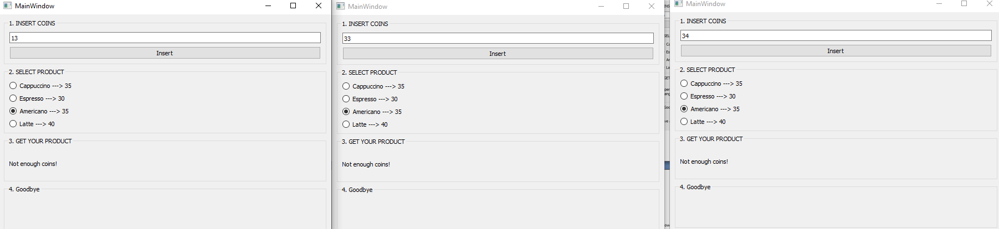 MainWindow
1. INSERT COINS
13
Insert
2. SELECT PRODUCT
Cappuccino ---> 35
Espresso ---> 30
Americano ---> 35
Latte ---> 40
3. GET YOUR PRODUCT
Not enough coins!
4. Goodbye
MainWindow
1. INSERT COINS
33
Insert
2. SELECT PRODUCT
Cappuccino ---> 35
Espresso ---> 30
Americano ---> 35
Latte ---> 40
3. GET YOUR PRODUCT
Not enough coins!
4. Goodbye
MainWindow
1. INSERT COINS
34
Insert
2. SELECT PRODUCT
Cappuccino ---> 35
Espresso ---> 30
Americano ---> 35
Latte ---> 40
3. GET YOUR PRODUCT
Not enough coins!
4. Goodbye